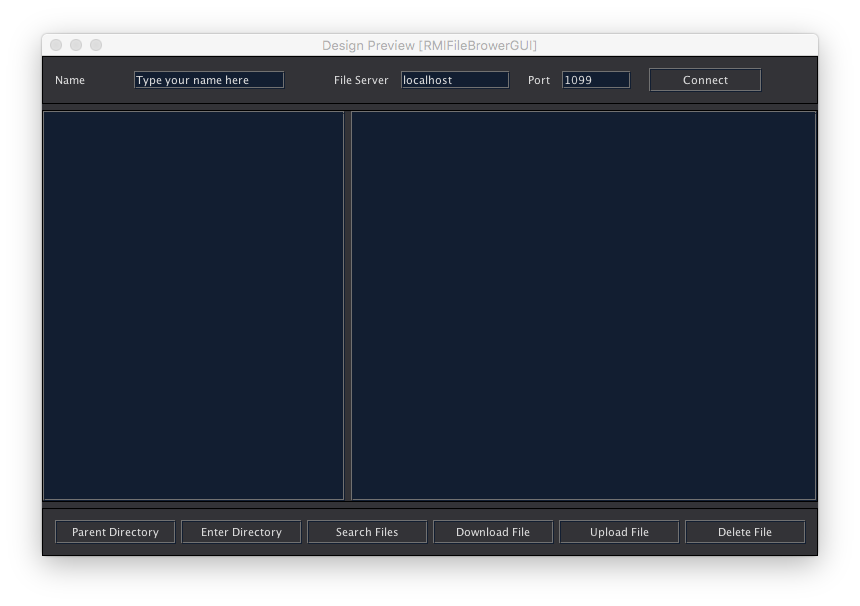 Design Preview [RMIFileBrowerGUI]
Name Type your name here File Server localhost Port 1099 Connect
Parent Directory Enter Directory Search Files Download File Upload File Delete File